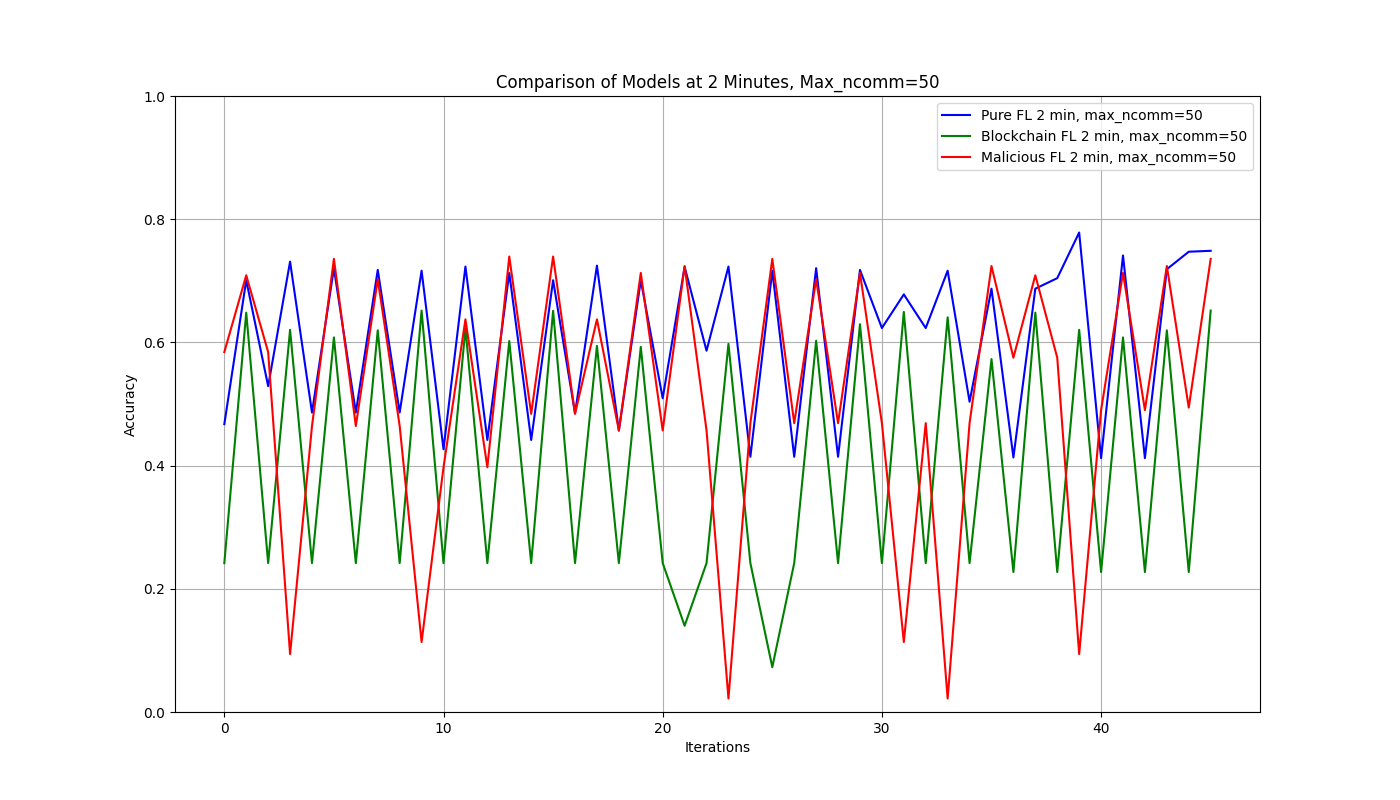 Comparison of Models at 2 Minutes, Max_ncomm=50
1.0
Pure FL 2 min, max_ncomm=50
Blockchain FL 2 min, max_ncomm=50
Malicious FL 2 min, max_ncomm=50
0.8
0.6
Accuracy
0.4
0.2
0.0
0 10 20 30 40
Iterations